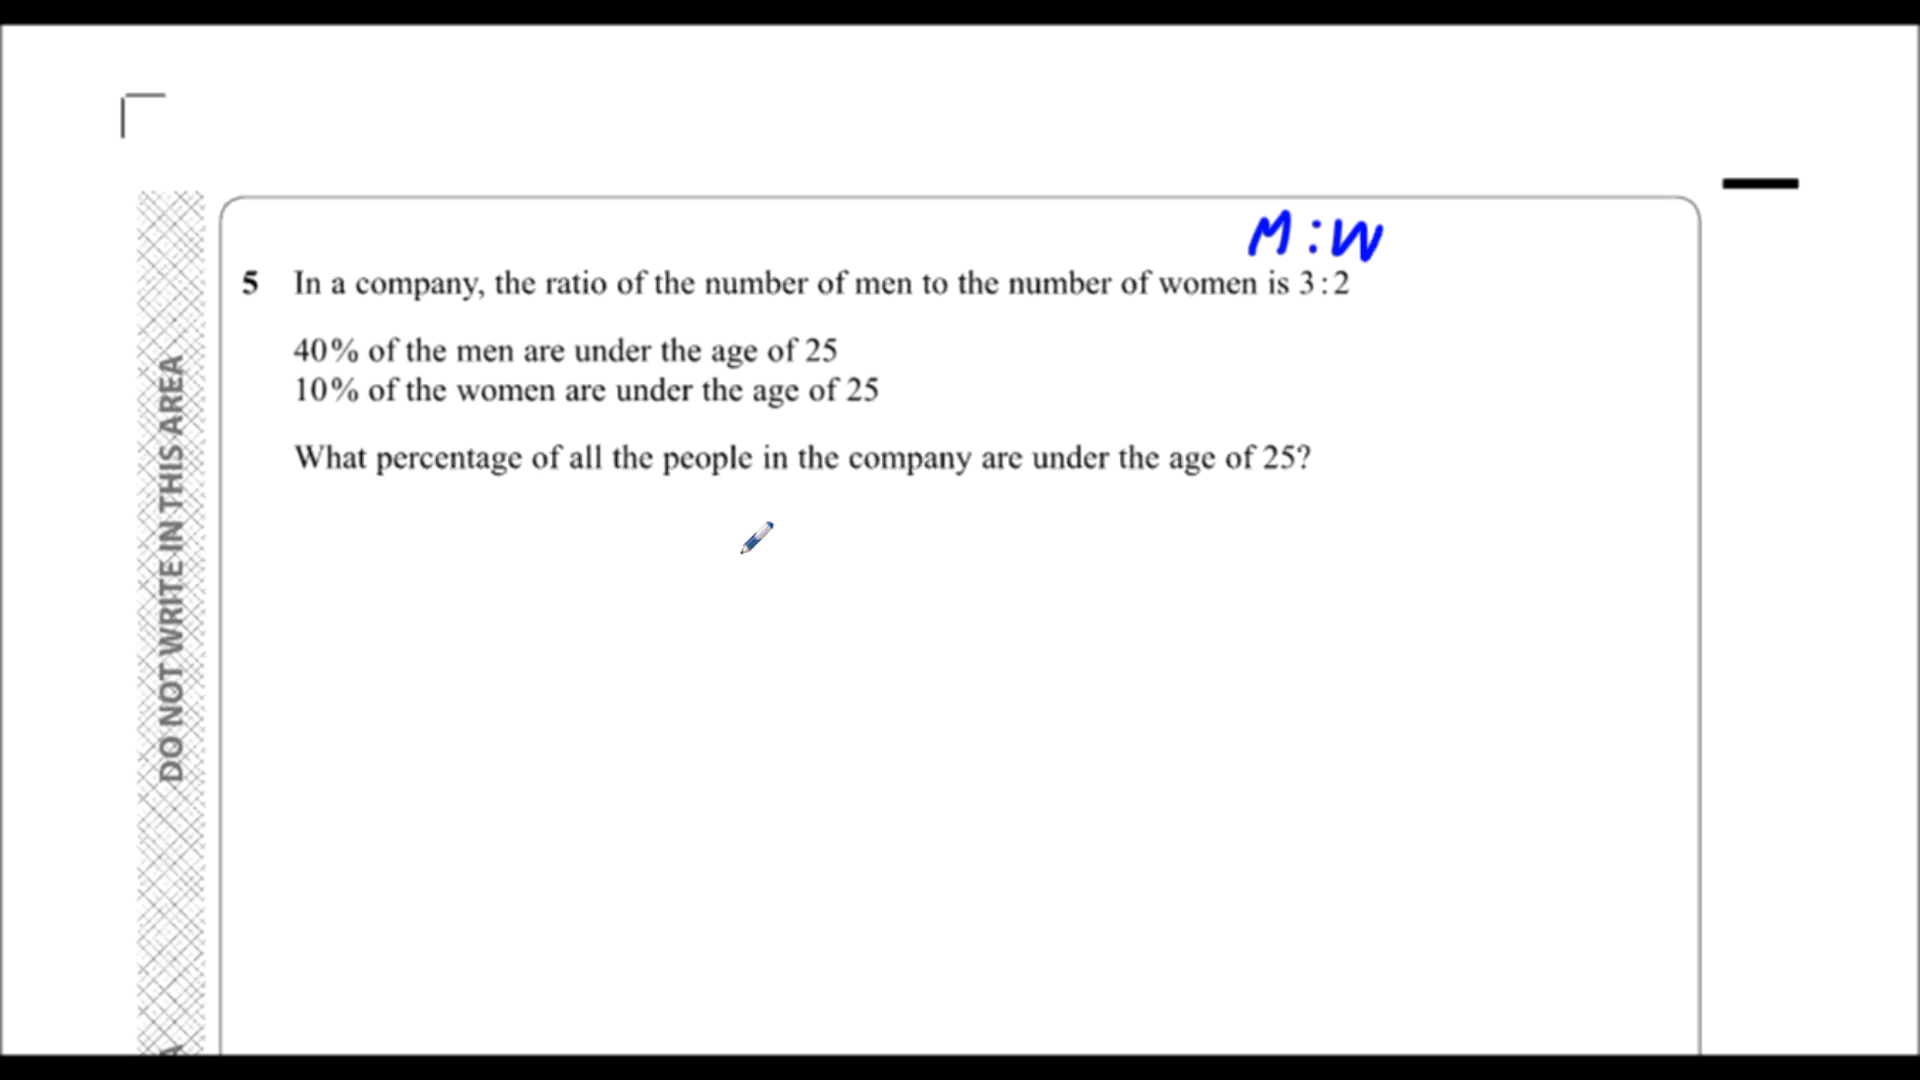 M:W
5 In a company, the ratio of the number of men to the number of women is 3:2
40% of the men are under the age of 25
10% of the women are under the age of 25
What percentage of all the people in the company are under the age of 25?
DO NOT WRITE IN THIS AREA
A